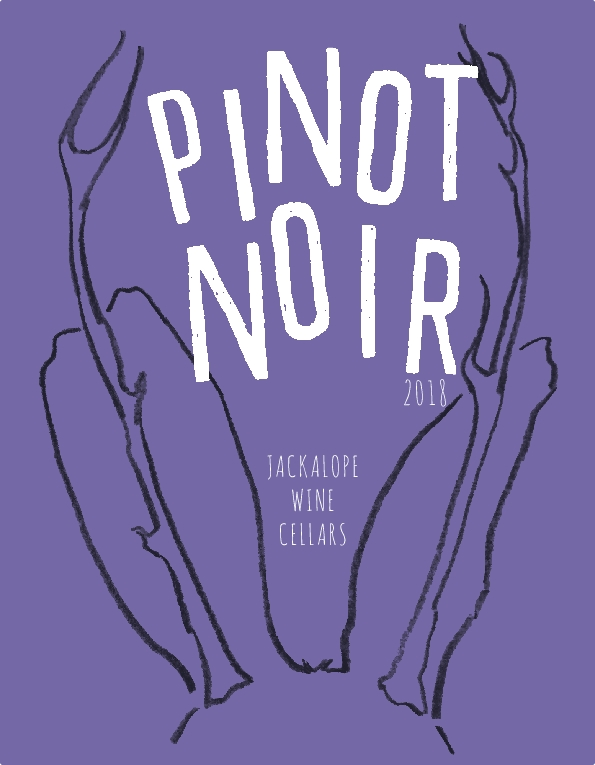 PINOT
NOIR
2018
JACKALOPE
WINE
CELLARS